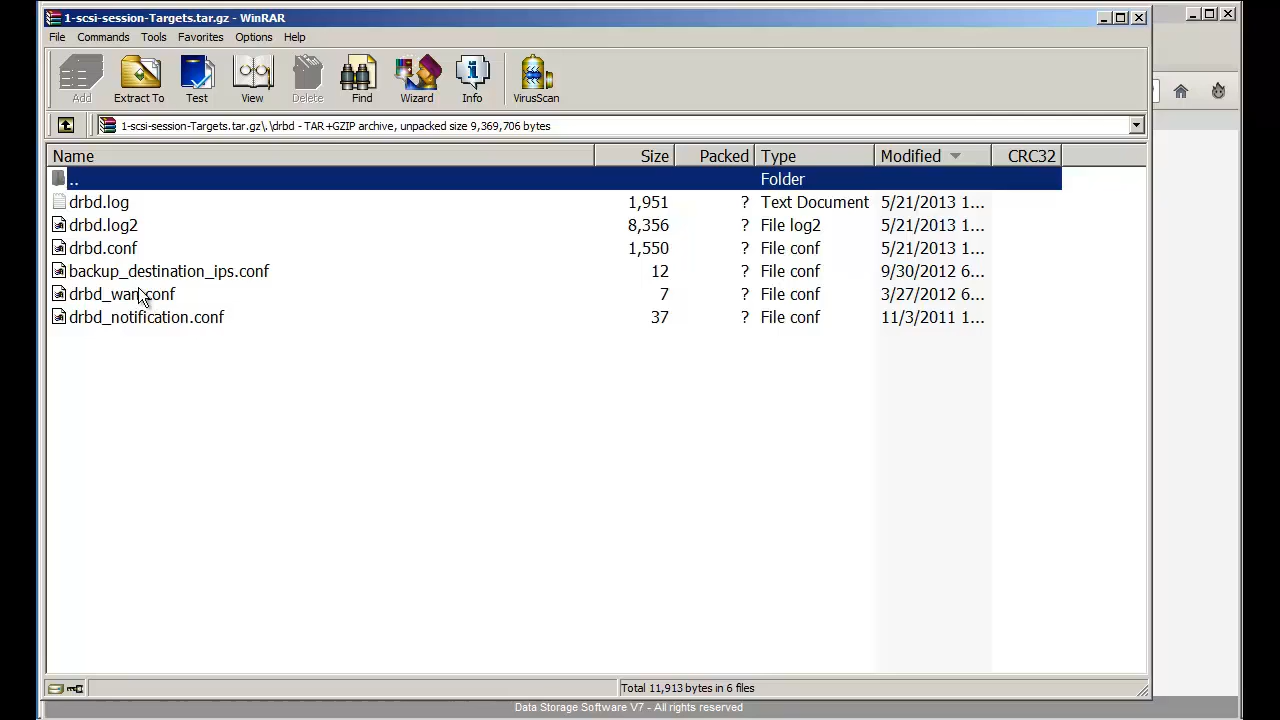 1-scsi-session-Targets.tar.gz - WinRAR
File Commands Tools Favorites Options Help
Add Extract To Test View Delete Find Wizard Info VirusScan
1-scsi-session-Targets.tar.gz\.\drbd - TAR+GZIP archive, unpacked size 9,369,706 bytes
Name Size Packed Type Modified CRC32
.. Folder
drbd.log 1,951 ? Text Document 5/21/2013 1...
drbd.log2 8,356 ? File log2 5/21/2013 1...
drbd.conf 1,550 ? File conf 5/21/2013 1...
backup_destination_ips.conf 12 ? File conf 9/30/2012 6...
drbd_wan.conf 7 ? File conf 3/27/2012 6...
drbd_notification.conf 37 ? File conf 11/3/2011 1...
Total 11,913 bytes in 6 files
Data Storage Software V7 - All rights reserved